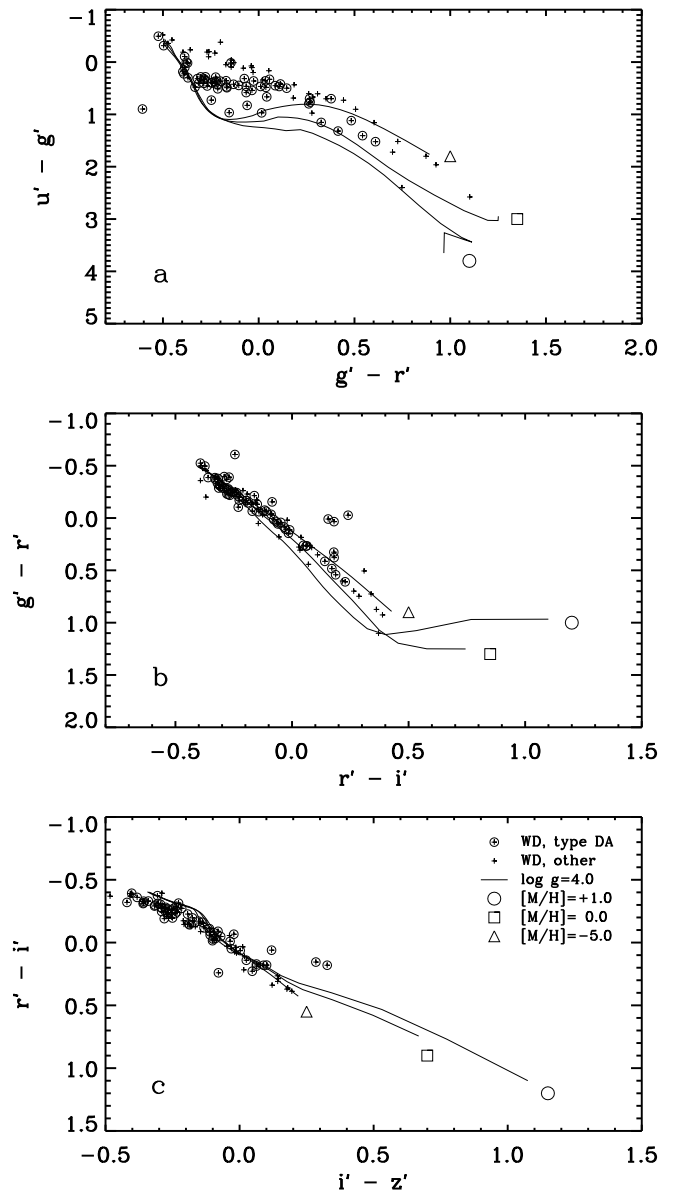 −1
0
1
2
3
4
5
u′ − g′
a
−0.5 0.0 0.5 1.0 1.5 2.0
g′ − r′
−1.0
−0.5
0.0
0.5
1.0
1.5
2.0
g′ − r′
b
−0.5 0.0 0.5 1.0 1.5
r′ − i′
−1.0
−0.5
0.0
0.5
1.0
1.5
r′ − i′
WD, type DA
WD, other
log g=4.0
[M/H]=+1.0
[M/H]= 0.0
[M/H]=−5.0
c
−0.5 0.0 0.5 1.0 1.5
i′ − z′